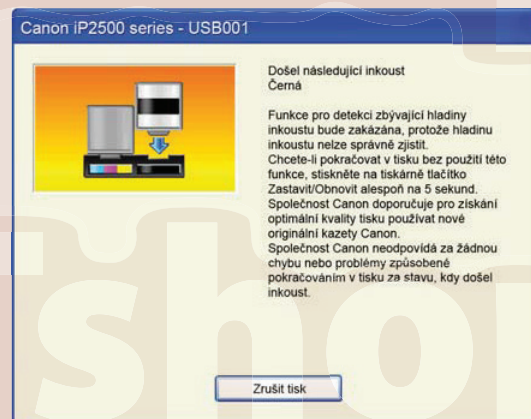 Canon iP2500 series - USB001
Došel následující inkoust
Černá
Funkce pro detekci zbývající hladiny
inkoustu bude zakázána, protože hladinu
inkoustu nelze správně zjistit.
Chcete-li pokračovat v tisku bez použití této
funkce, stiskněte na tiskárně tlačítko
Zastavit/Obnovit alespoň na 5 sekund.
Společnost Canon doporučuje pro získání
optimální kvality tisku používat nové
originální kazety Canon.
Společnost Canon neodpovídá za žádnou
chybu nebo problémy způsobené
pokračováním v tisku za stavu, kdy došel
inkoust.
Zrušit tisk